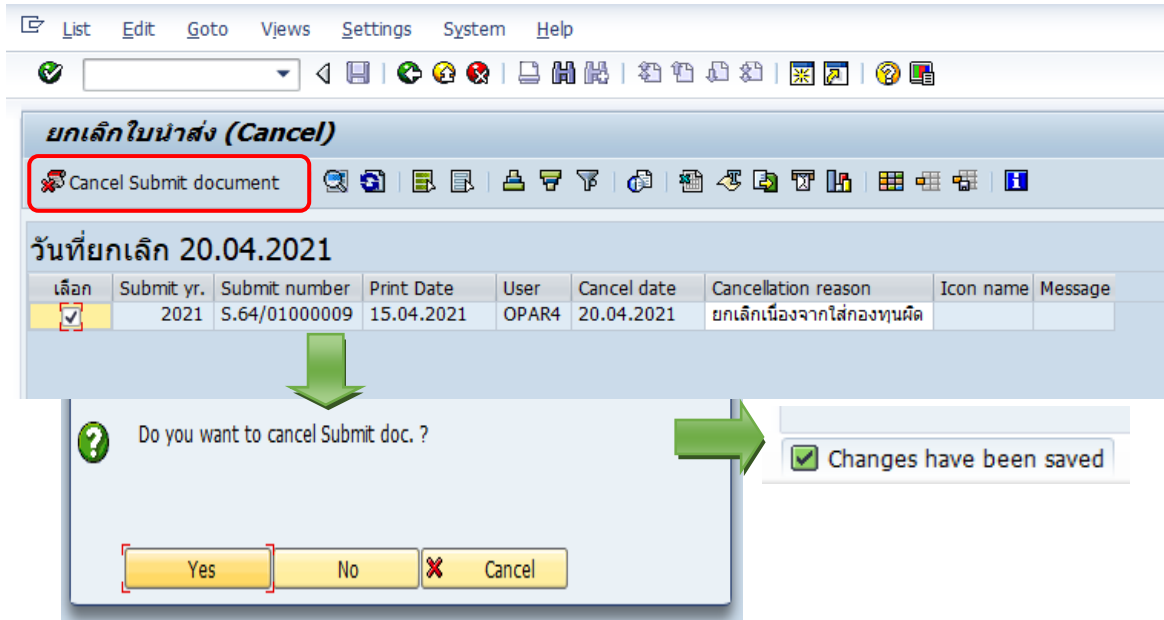 List Edit Goto Views Settings System Help
ยกเลิกใบนำส่ง (Cancel)
Cancel Submit document
วันที่ยกเลิก 20.04.2021
เลือก Submit yr. Submit number Print Date User Cancel date Cancellation reason Icon name Message
2021 S.64/01000009 15.04.2021 OPAR4 20.04.2021 ยกเลิกเนื่องจากใส่กองทุนผิด
Do you want to cancel Submit doc. ?
Changes have been saved
Yes No Cancel